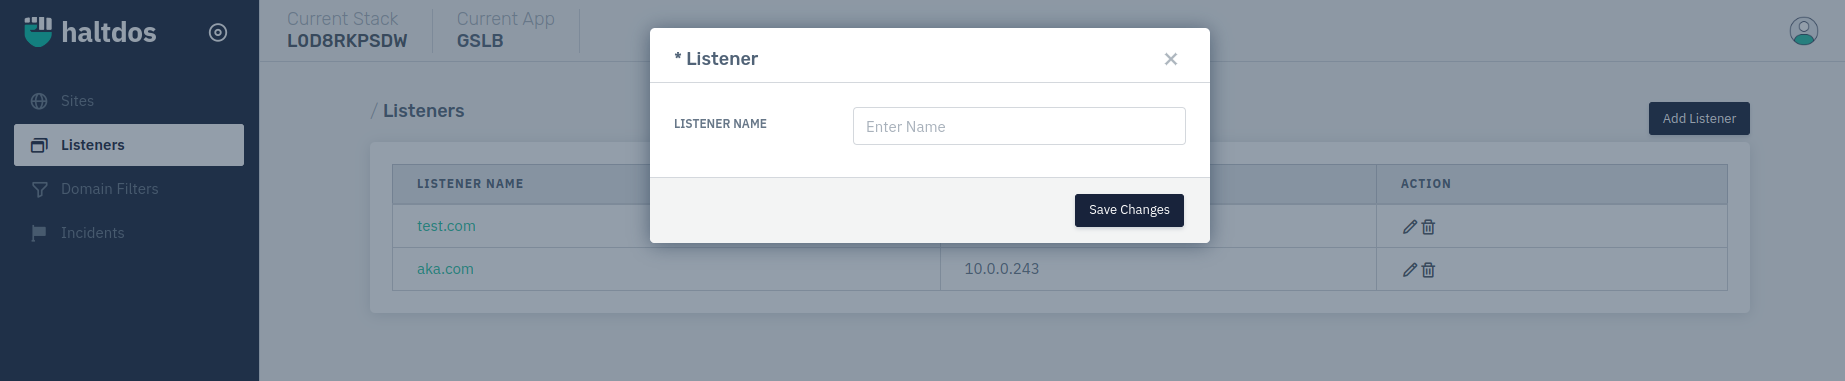 haltdos
Current Stack
L0D8RKPSDW
Current App
GSLB
Sites
Listeners
Domain Filters
Incidents
/ Listeners
Add Listener
* Listener
LISTENER NAME
Enter Name
Save Changes
LISTENER NAME
ACTION
test.com
aka.com
10.0.0.243